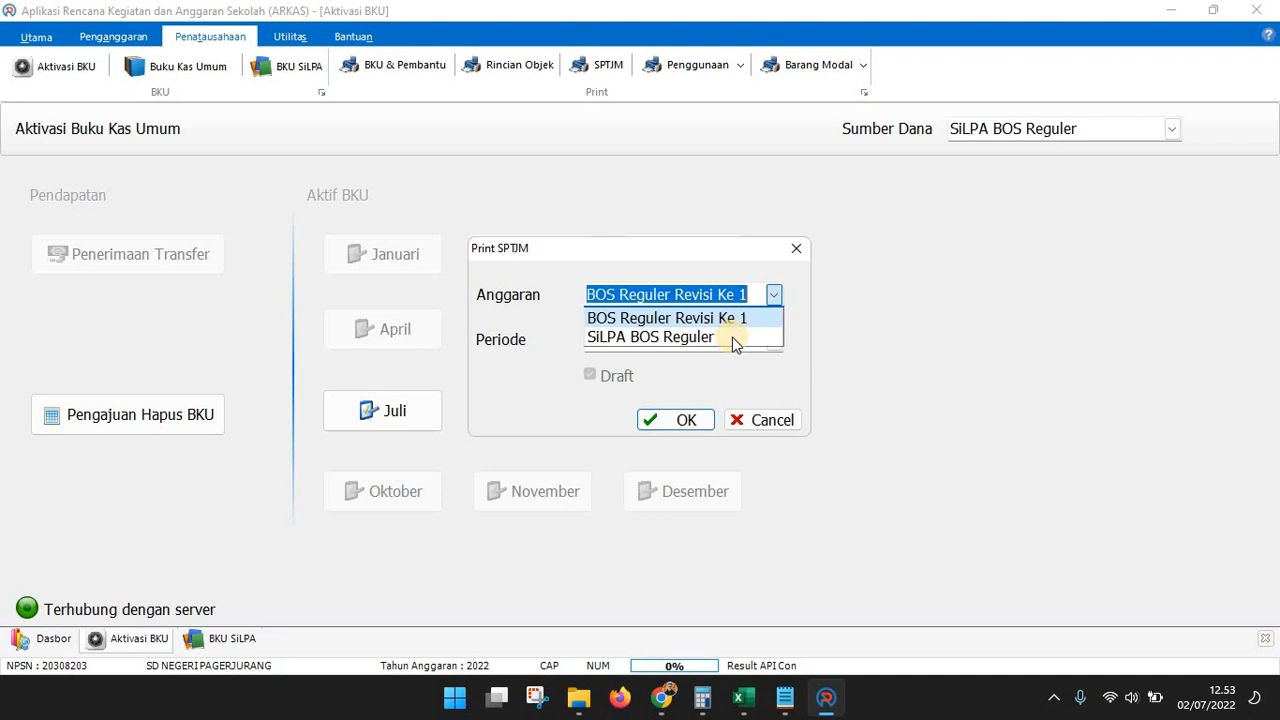 Aplikasi Rencana Kegiatan dan Anggaran Sekolah (ARKAS) - [Aktivasi BKU]
Utama Penganggaran Penatausahaan Utilitas Bantuan
Aktivasi BKU Buku Kas Umum BKU SiLPA BKU & Pembantu Rincian Objek SPTJM Penggunaan Barang Modal
BKU Print
Aktivasi Buku Kas Umum Sumber Dana SiLPA BOS Reguler
Pendapatan Aktif BKU
Penerimaan Transfer Januari
Print SPTJM
Anggaran BOS Reguler Revisi Ke 1
BOS Reguler Revisi Ke 1
SiLPA BOS Reguler
April Periode
Draft
Pengajuan Hapus BKU Juli OK Cancel
Oktober November Desember
Terhubung dengan server
Dasbor Aktivasi BKU BKU SiLPA
NPSN : 20308203 SD NEGERI PAGERJURANG Tahun Anggaran : 2022 CAP NUM 0% Result API Con
12.53
02/07/2022